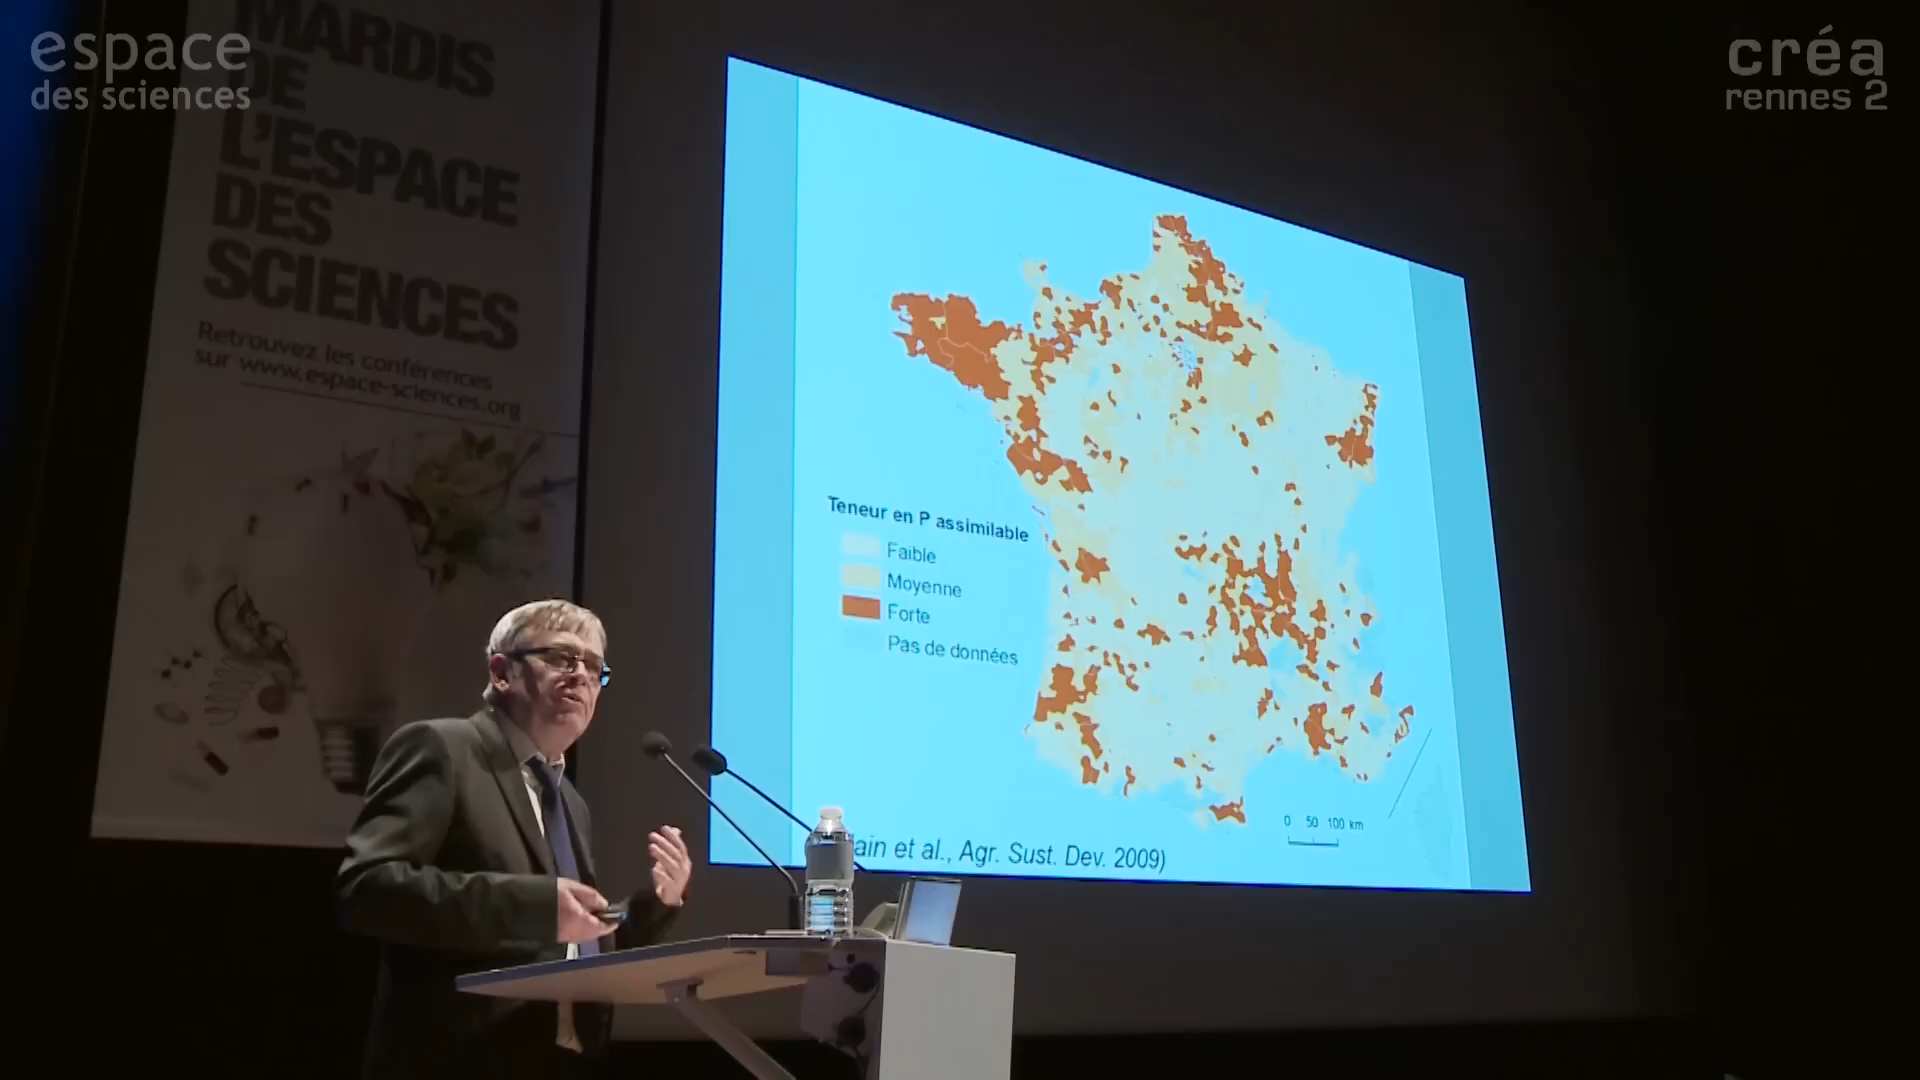 espace
des sciences
créa
rennes 2
MARDIS
DE
L'ESPACE
DES
SCIENCES
Retrouvez les conférences
sur www.espace-sciences.org
Teneur en P assimilable
Faible
Moyenne
Forte
Pas de données
0 50 100 km
et al., Agr. Sust. Dev. 2009)